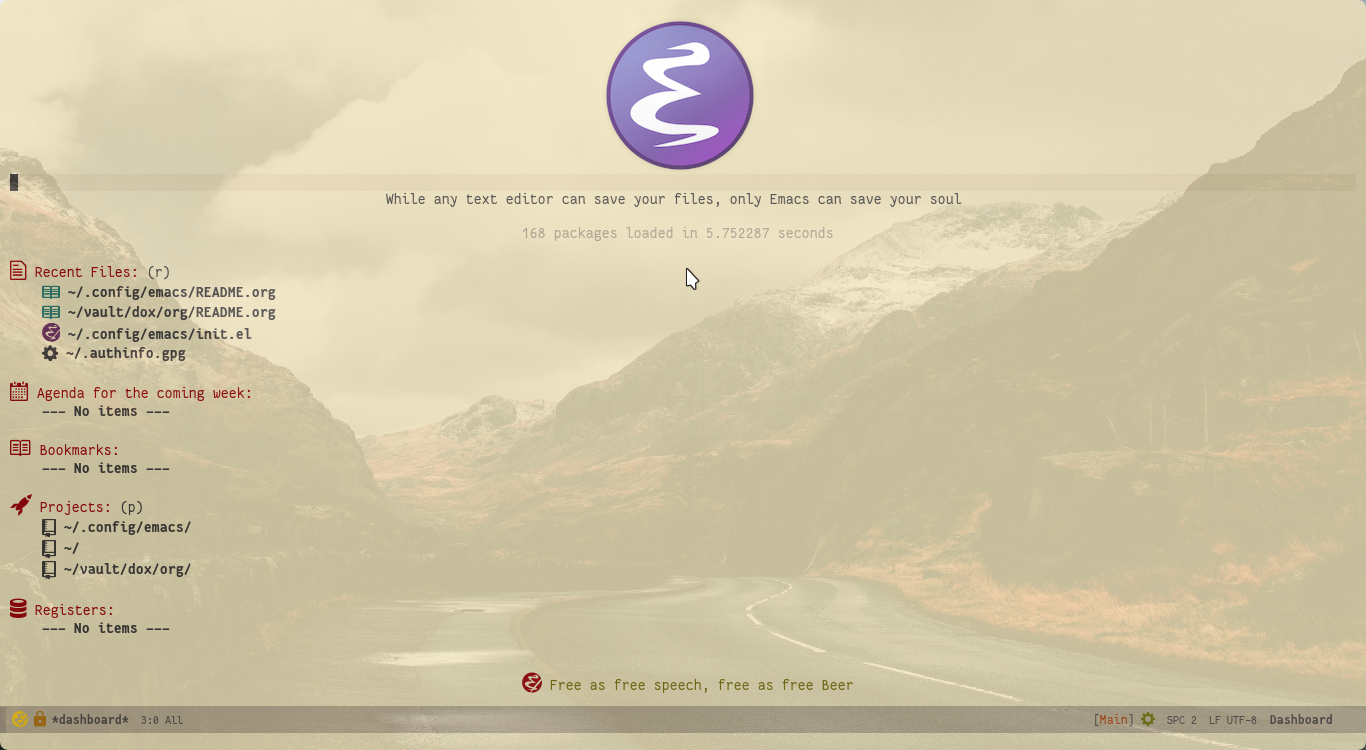 While any text editor can save your files, only Emacs can save your soul
168 packages loaded in 5.752287 seconds
Recent Files: (r)
~/.config/emacs/README.org
~/vault/dox/org/README.org
~/.config/emacs/init.el
~/.authinfo.gpg
Agenda for the coming week:
--- No items ---
Bookmarks:
--- No items ---
Projects: (p)
~/.config/emacs/
~/
~/vault/dox/org/
Registers:
--- No items ---
Free as free speech, free as free Beer
*dashboard* 3:0 All [Main] SPC 2 LF UTF-8 Dashboard